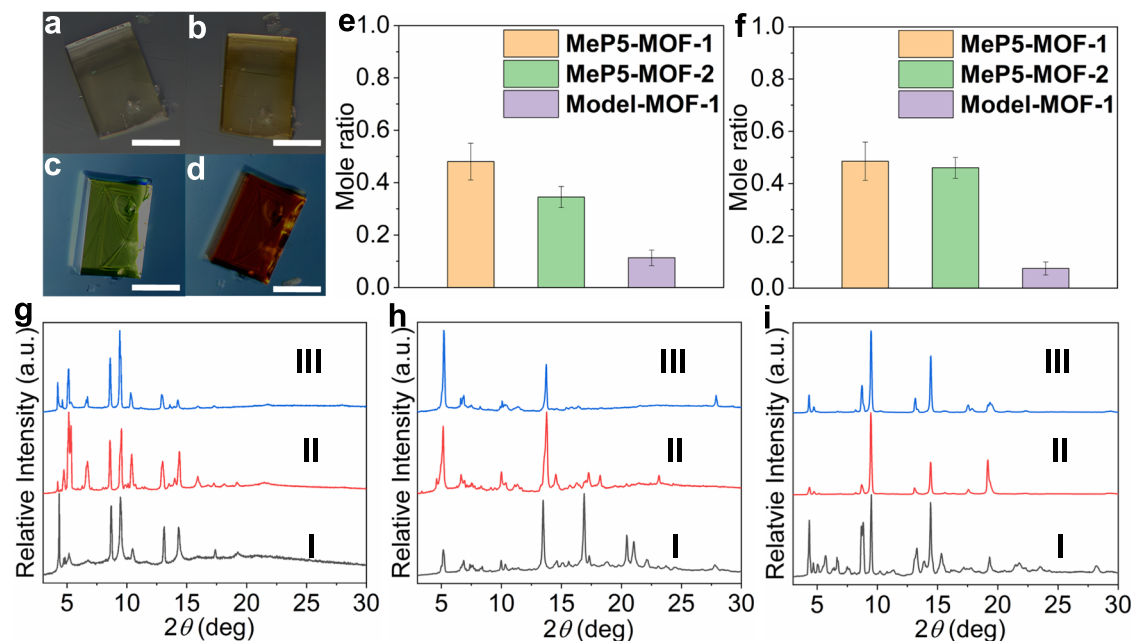 a
b
c
d
e
Mole ratio
1.0
0.8
0.6
0.4
0.2
0.0
MeP5-MOF-1
MeP5-MOF-2
Model-MOF-1
f
Mole ratio
1.0
0.8
0.6
0.4
0.2
0.0
MeP5-MOF-1
MeP5-MOF-2
Model-MOF-1
g
Relative Intensity (a.u.)
III
II
I
5 10 15 20 25 30
2θ (deg)
h
Relative Intensity (a.u.)
III
II
I
5 10 15 20 25 30
2θ (deg)
i
Relatvie Intensity (a.u.)
III
II
I
5 10 15 20 25 30
2θ (deg)